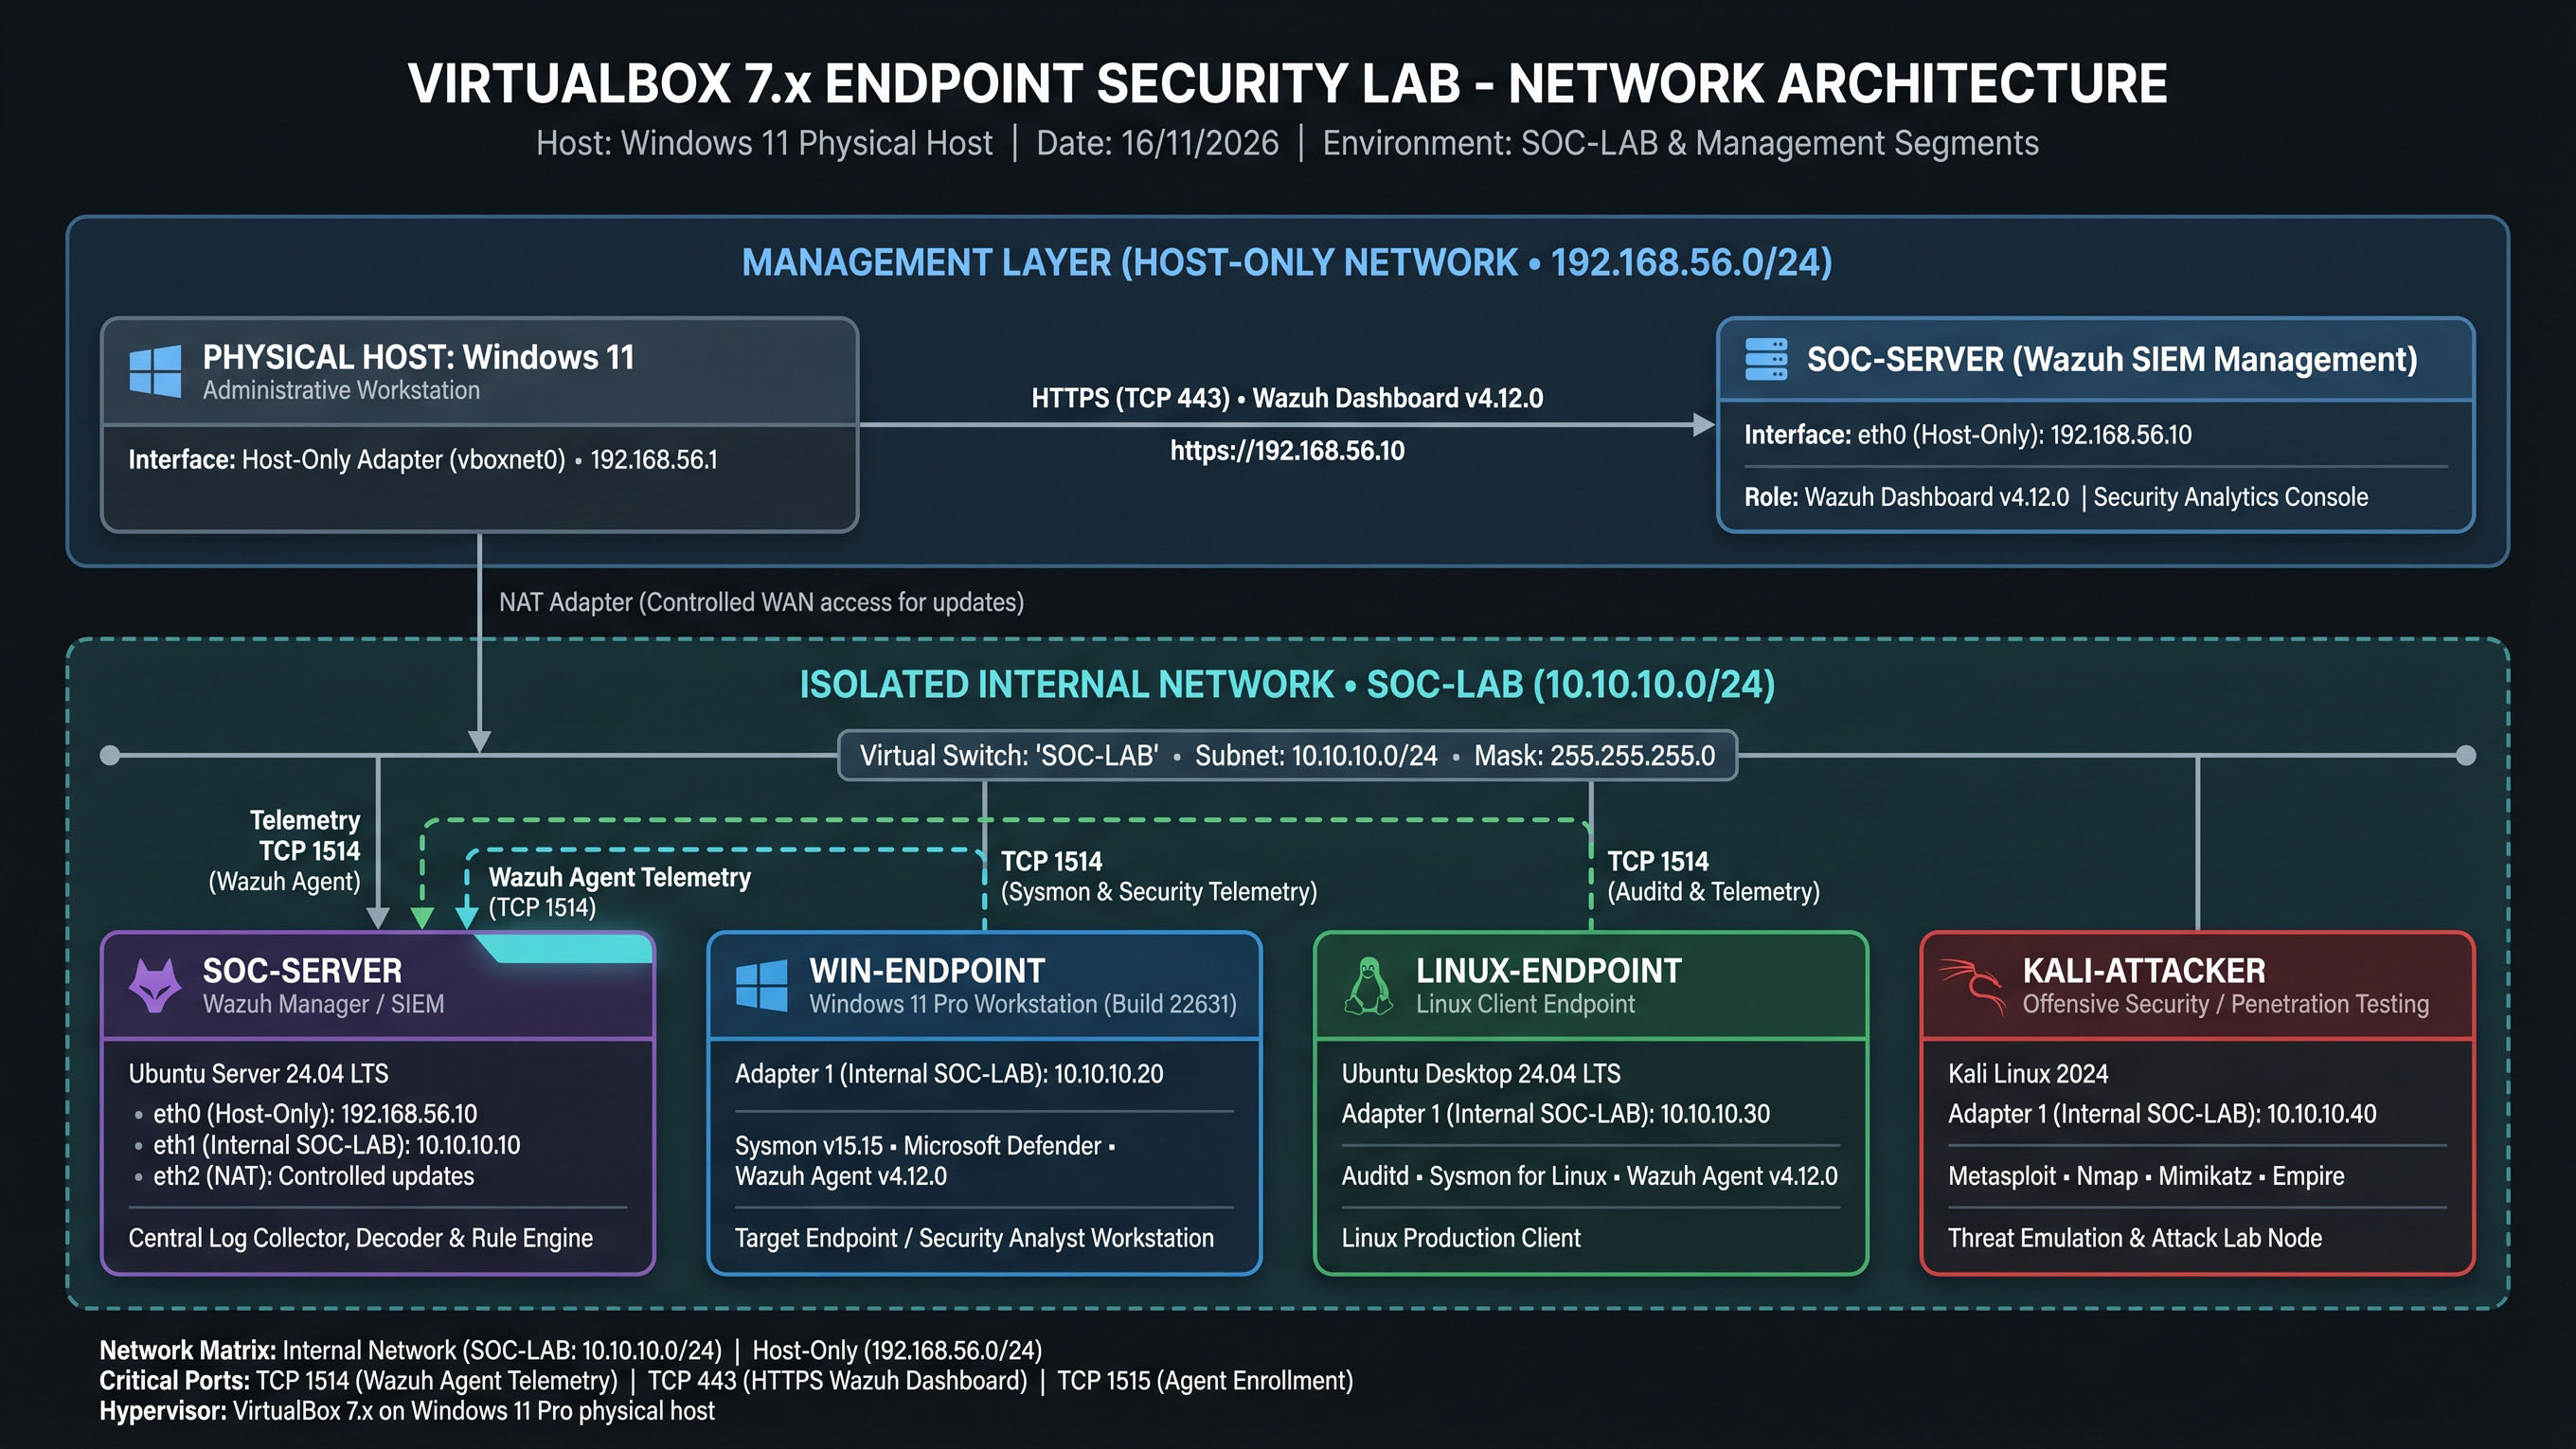 VIRTUALBOX 7.x ENDPOINT SECURITY LAB - NETWORK ARCHITECTURE
Host: Windows 11 Physical Host | Date: 16/11/2026 | Environment: SOC-LAB & Management Segments
MANAGEMENT LAYER (HOST-ONLY NETWORK • 192.168.56.0/24)
PHYSICAL HOST: Windows 11
Administrative Workstation
Interface: Host-Only Adapter (vboxnet0) • 192.168.56.1
HTTPS (TCP 443) • Wazuh Dashboard v4.12.0
https://192.168.56.10
SOC-SERVER (Wazuh SIEM Management)
Interface: eth0 (Host-Only): 192.168.56.10
Role: Wazuh Dashboard v4.12.0 | Security Analytics Console
NAT Adapter (Controlled WAN access for updates)
ISOLATED INTERNAL NETWORK • SOC-LAB (10.10.10.0/24)
Virtual Switch: 'SOC-LAB' • Subnet: 10.10.10.0/24 • Mask: 255.255.255.0
Telemetry
TCP 1514
(Wazuh Agent)
Wazuh Agent Telemetry
(TCP 1514)
TCP 1514
(Sysmon & Security Telemetry)
TCP 1514
(Auditd & Telemetry)
SOC-SERVER
Wazuh Manager / SIEM
Ubuntu Server 24.04 LTS
• eth0 (Host-Only): 192.168.56.10
• eth1 (Internal SOC-LAB): 10.10.10.10
• eth2 (NAT): Controlled updates
Central Log Collector, Decoder & Rule Engine
WIN-ENDPOINT
Windows 11 Pro Workstation (Build 22631)
Adapter 1 (Internal SOC-LAB): 10.10.10.20
Sysmon v15.15 ▪ Microsoft Defender ▪
Wazuh Agent v4.12.0
Target Endpoint / Security Analyst Workstation
LINUX-ENDPOINT
Linux Client Endpoint
Ubuntu Desktop 24.04 LTS
Adapter 1 (Internal SOC-LAB): 10.10.10.30
Auditd ▪ Sysmon for Linux ▪ Wazuh Agent v4.12.0
Linux Production Client
KALI-ATTACKER
Offensive Security / Penetration Testing
Kali Linux 2024
Adapter 1 (Internal SOC-LAB): 10.10.10.40
Metasploit ▪ Nmap ▪ Mimikatz ▪ Empire
Threat Emulation & Attack Lab Node
Network Matrix: Internal Network (SOC-LAB: 10.10.10.0/24) | Host-Only (192.168.56.0/24)
Critical Ports: TCP 1514 (Wazuh Agent Telemetry) | TCP 443 (HTTPS Wazuh Dashboard) | TCP 1515 (Agent Enrollment)
Hypervisor: VirtualBox 7.x on Windows 11 Pro physical host